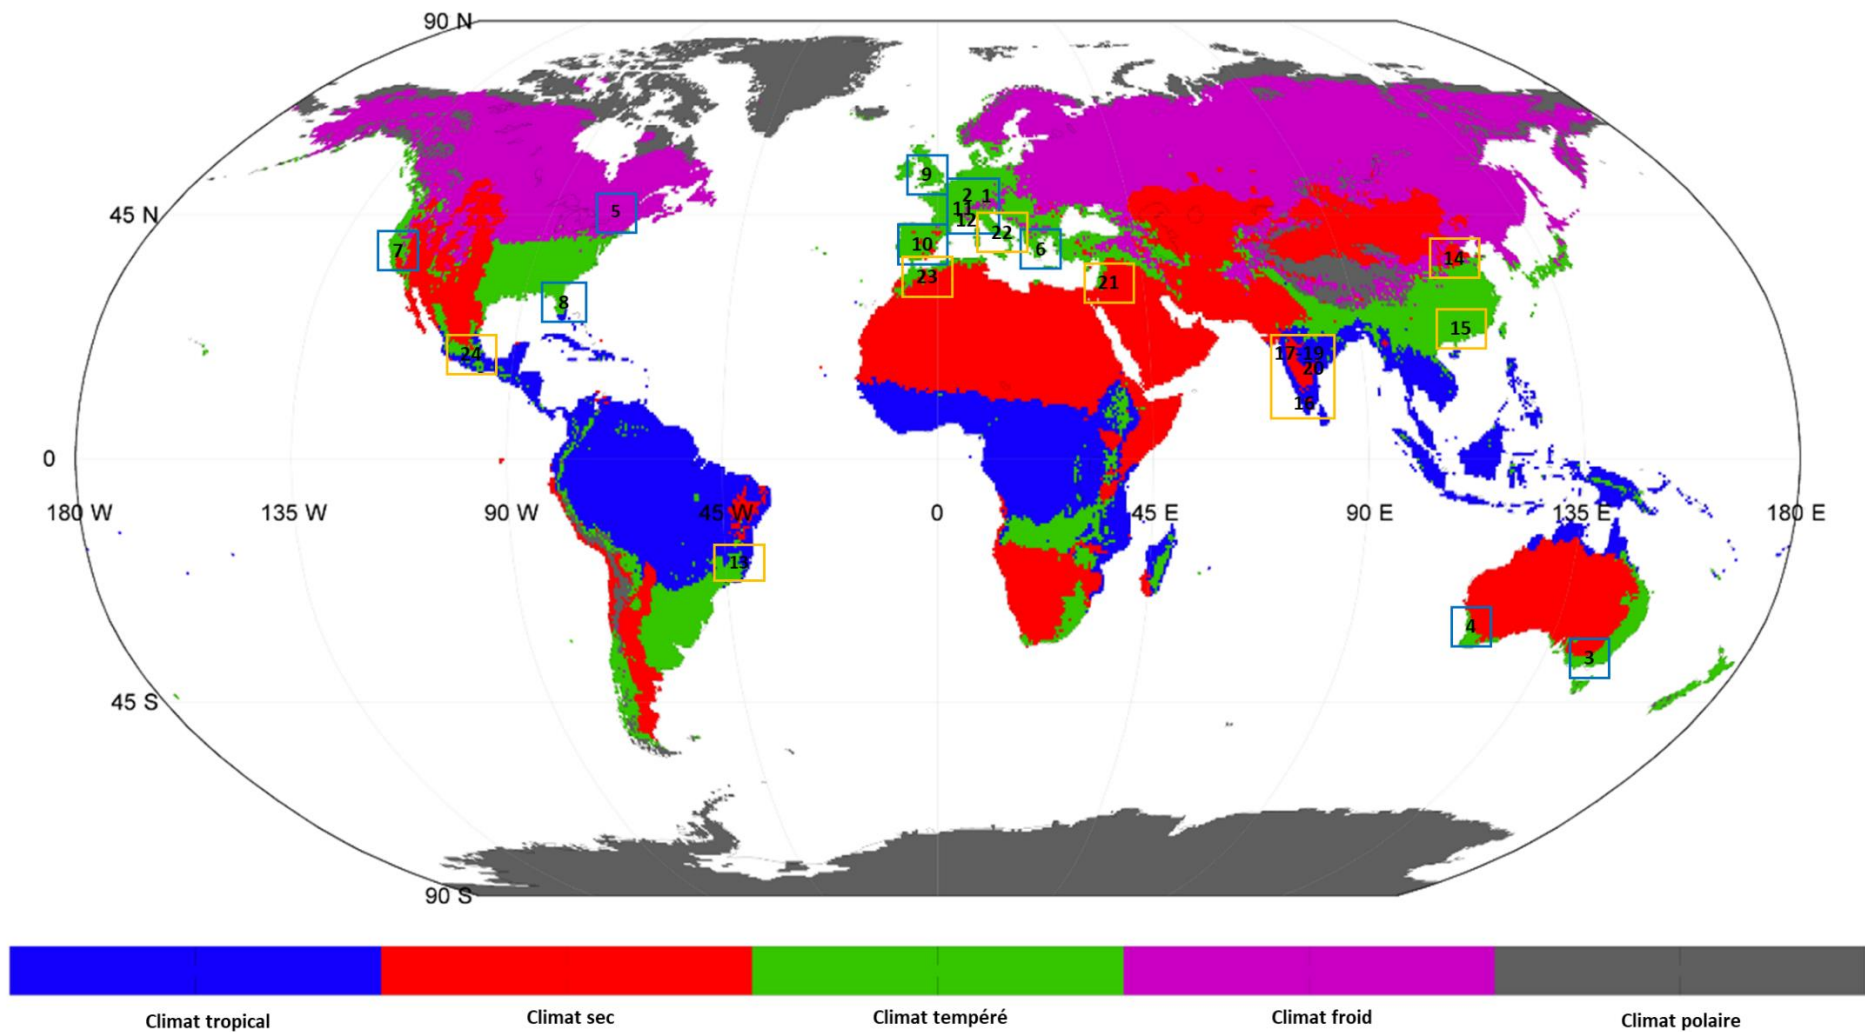 90 N
9
2 1
5
45 N
11
12
22
7
10
6
14
23
21
8
15
24
17-19
20
16
0
180 W
135 W
90 W
45 W
0
45 E
90 E
135 E
180 E
13
4
3
45 S
90 S
Climat tropical
Climat sec
Climat tempéré
Climat froid
Climat polaire